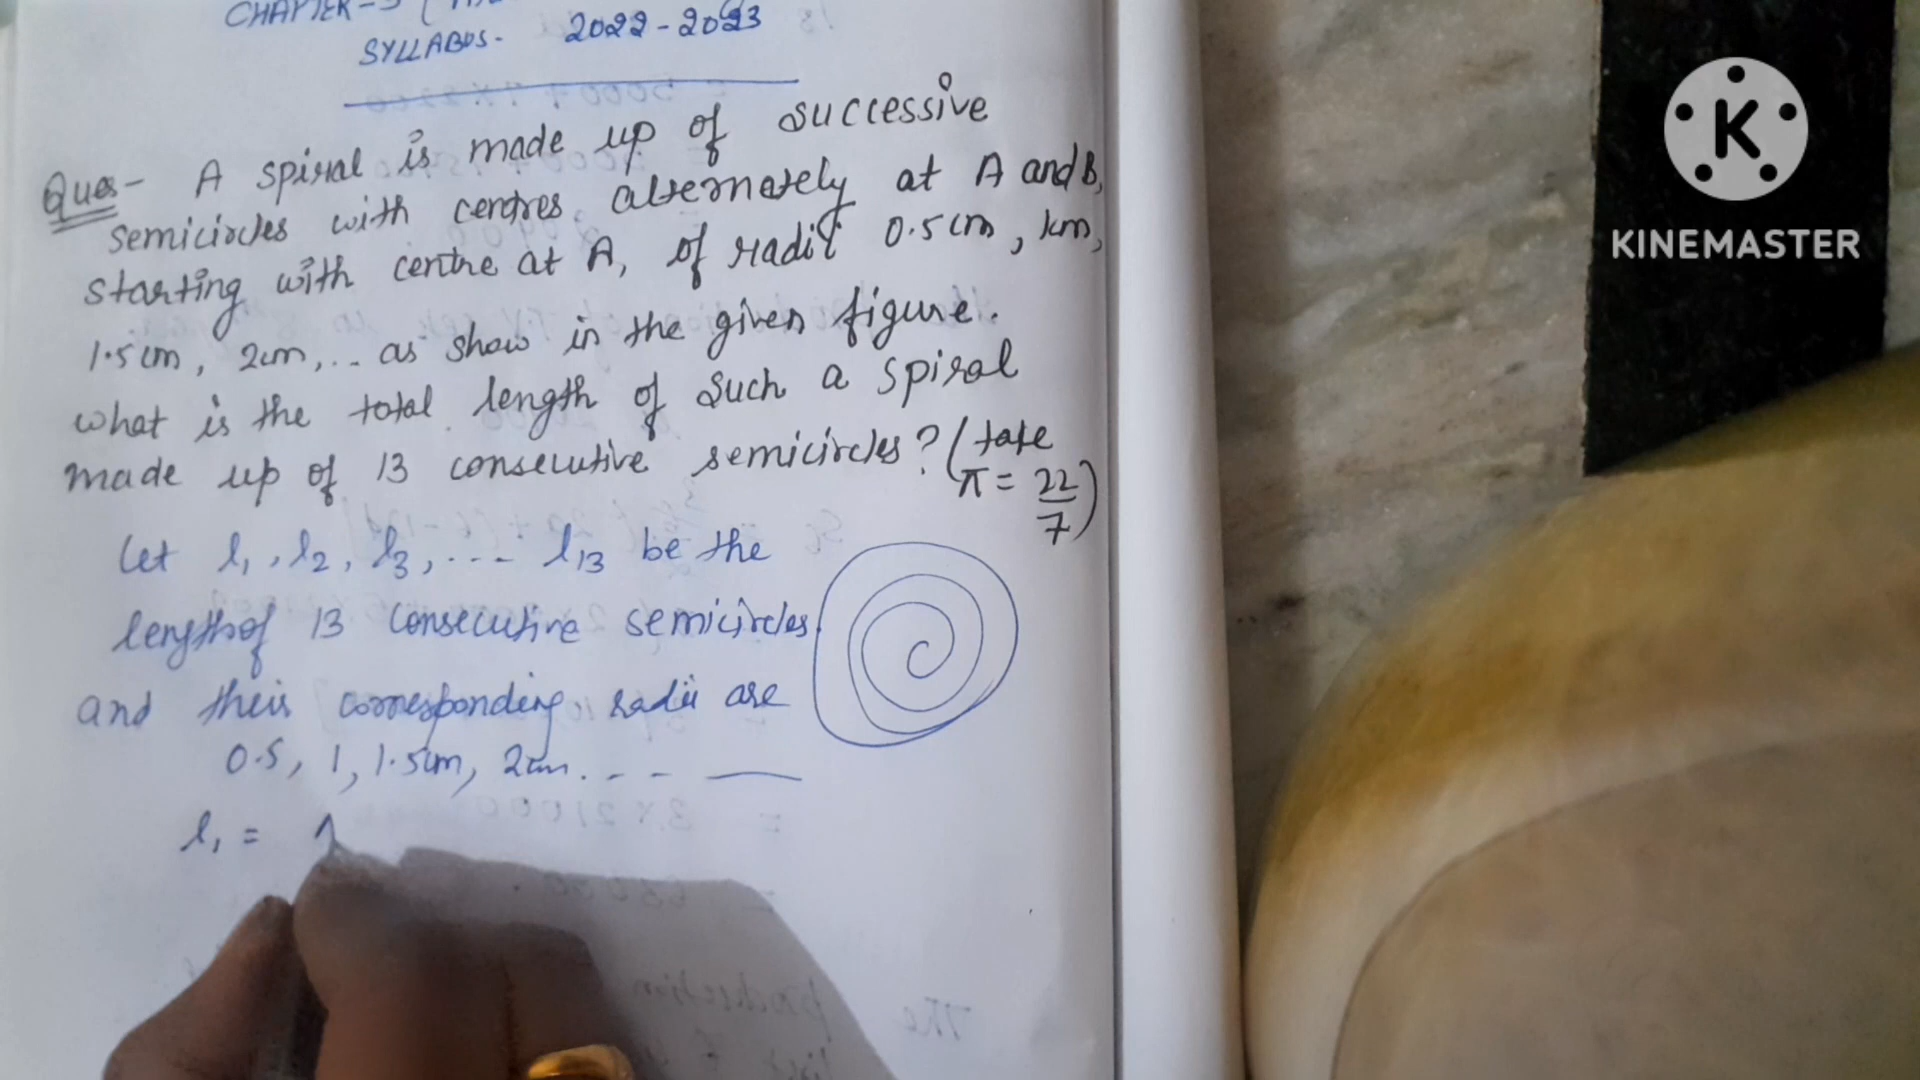 CHAPTER-
SYLLABUS- 2022-2023
Ques- A spiral is made up of successive
semicircles with centres alternately at A and B,
starting with centre at A, of radii 0.5cm, 1cm,
1.5cm, 2cm,... as show in the given figure.
what is the total length of such a spiral
made up of 13 consecutive semicircles? (take
π = 22/7)
Let l1, l2, l3, .... l13 be the
length of 13 consecutive semicircles
and their corresponding radii are
0.5, 1, 1.5cm, 2cm. - -
l1 =
K
KINEMASTER